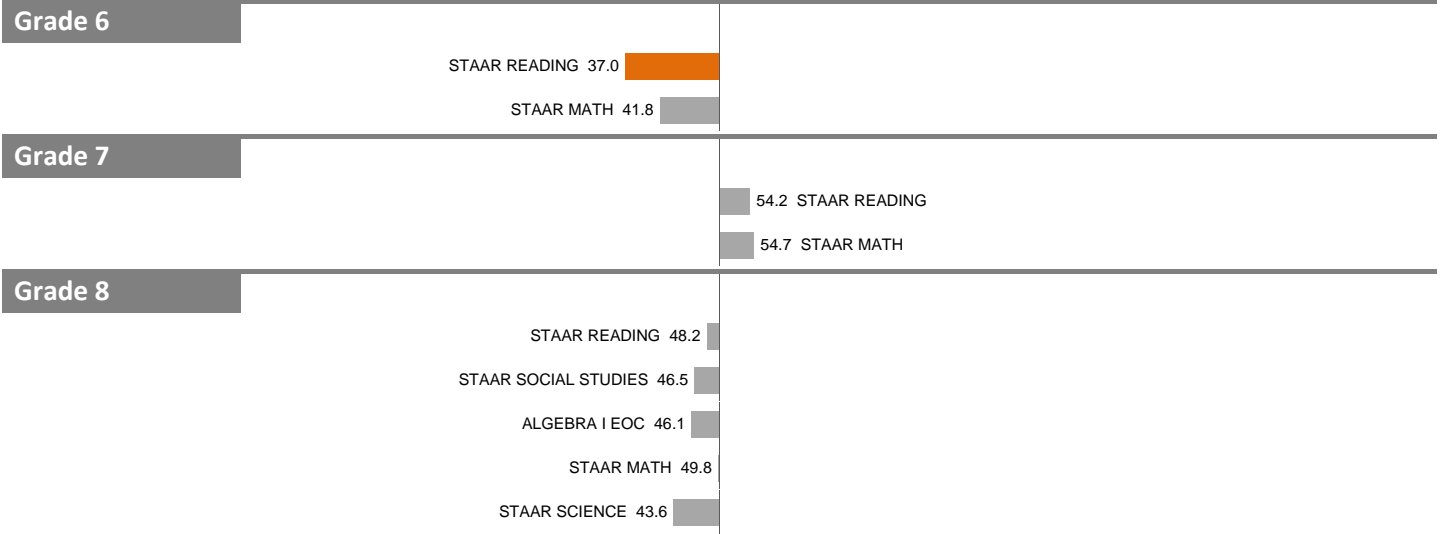 Grade 6
STAAR READING 37.0
STAAR MATH 41.8
Grade 7
54.2 STAAR READING
54.7 STAAR MATH
Grade 8
STAAR READING 48.2
STAAR SOCIAL STUDIES 46.5
ALGEBRA I EOC 46.1
STAAR MATH 49.8
STAAR SCIENCE 43.6